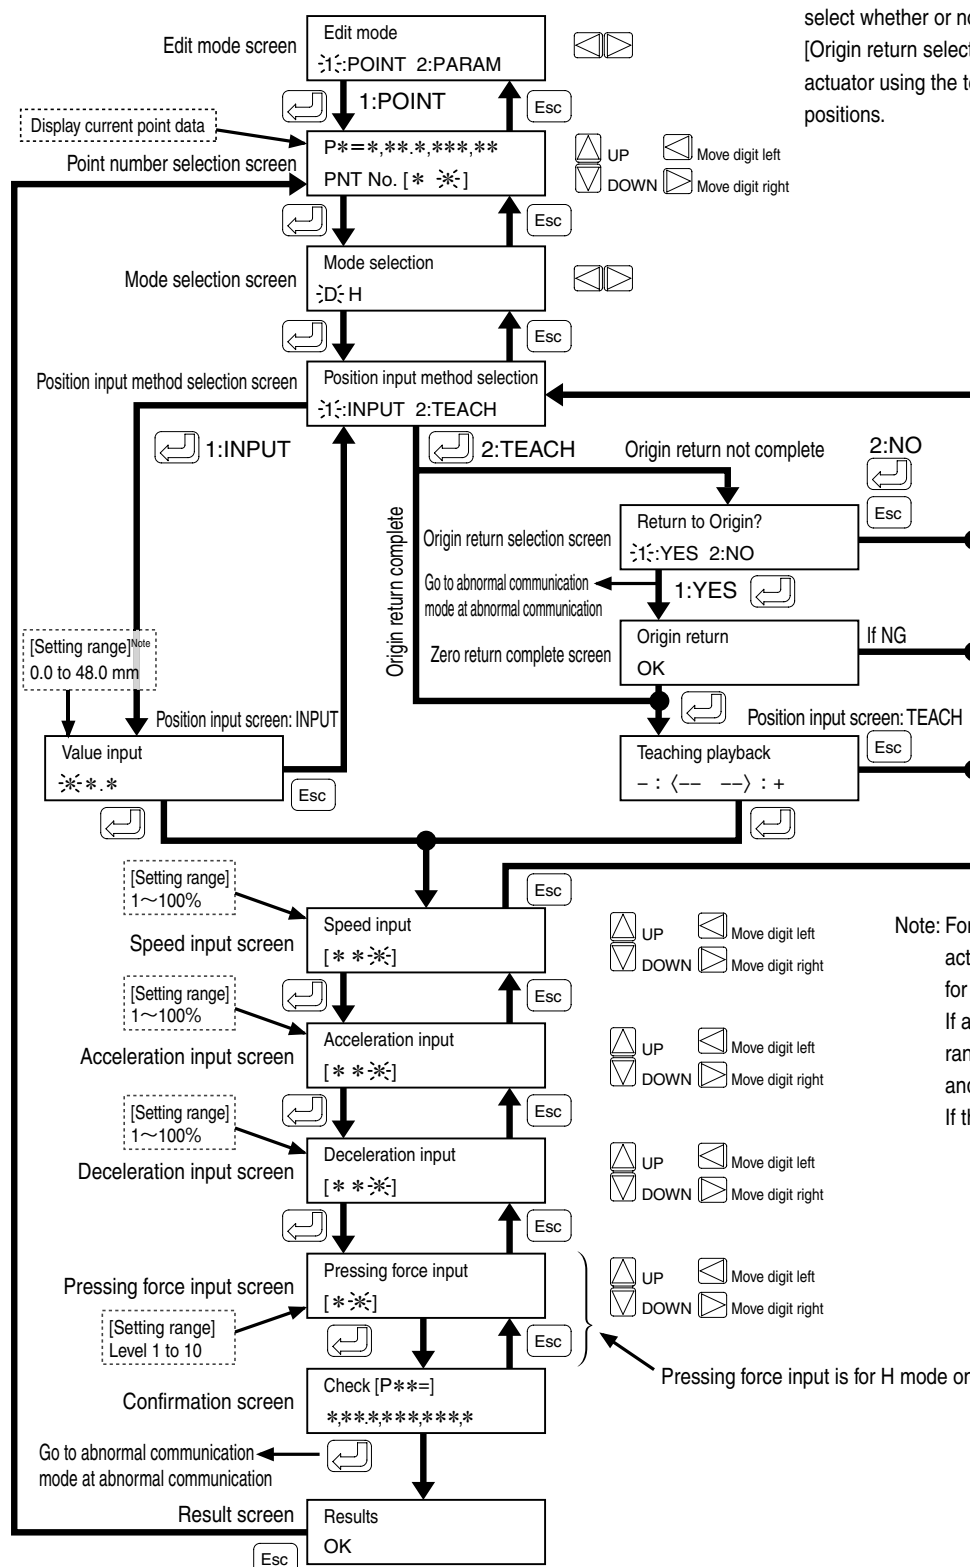 select whether or no
[Origin return select
actuator using the te
positions.
Edit mode screen
Edit mode
1:POINT 2:PARAM
1:POINT
Esc
Display current point data
Point number selection screen
P*=*,**.*,***,**
PNT No. [* *]
UP
Move digit left
DOWN
Move digit right
Esc
Mode selection screen
Mode selection
D H
Esc
Position input method selection screen
Position input method selection
1:INPUT 2:TEACH
1:INPUT
2:TEACH
Origin return not complete
2:NO
Esc
Origin return complete
Origin return selection screen
Return to Origin?
1:YES 2:NO
Go to abnormal communication
mode at abnormal communication
1:YES
Zero return complete screen
Origin return
OK
If NG
[Setting range]Note
0.0 to 48.0 mm
Position input screen: INPUT
Value input
**.*
Esc
Position input screen: TEACH
Teaching playback
– : ⟨–– ––⟩ : +
Esc
[Setting range]
1～100%
Speed input screen
Speed input
[***]
Esc
UP
Move digit left
DOWN
Move digit right
Note: For
act
for
If a
ran
and
If th
[Setting range]
1～100%
Acceleration input screen
Acceleration input
[***]
Esc
UP
Move digit left
DOWN
Move digit right
[Setting range]
1～100%
Deceleration input screen
Deceleration input
[***]
Esc
UP
Move digit left
DOWN
Move digit right
Esc
Pressing force input screen
Pressing force input
[**]
UP
Move digit left
DOWN
Move digit right
[Setting range]
Level 1 to 10
Esc
Pressing force input is for H mode on
Confirmation screen
Check [P**=]
*,**.*,***,***,*
Go to abnormal communication
mode at abnormal communication
Result screen
Results
OK
Esc